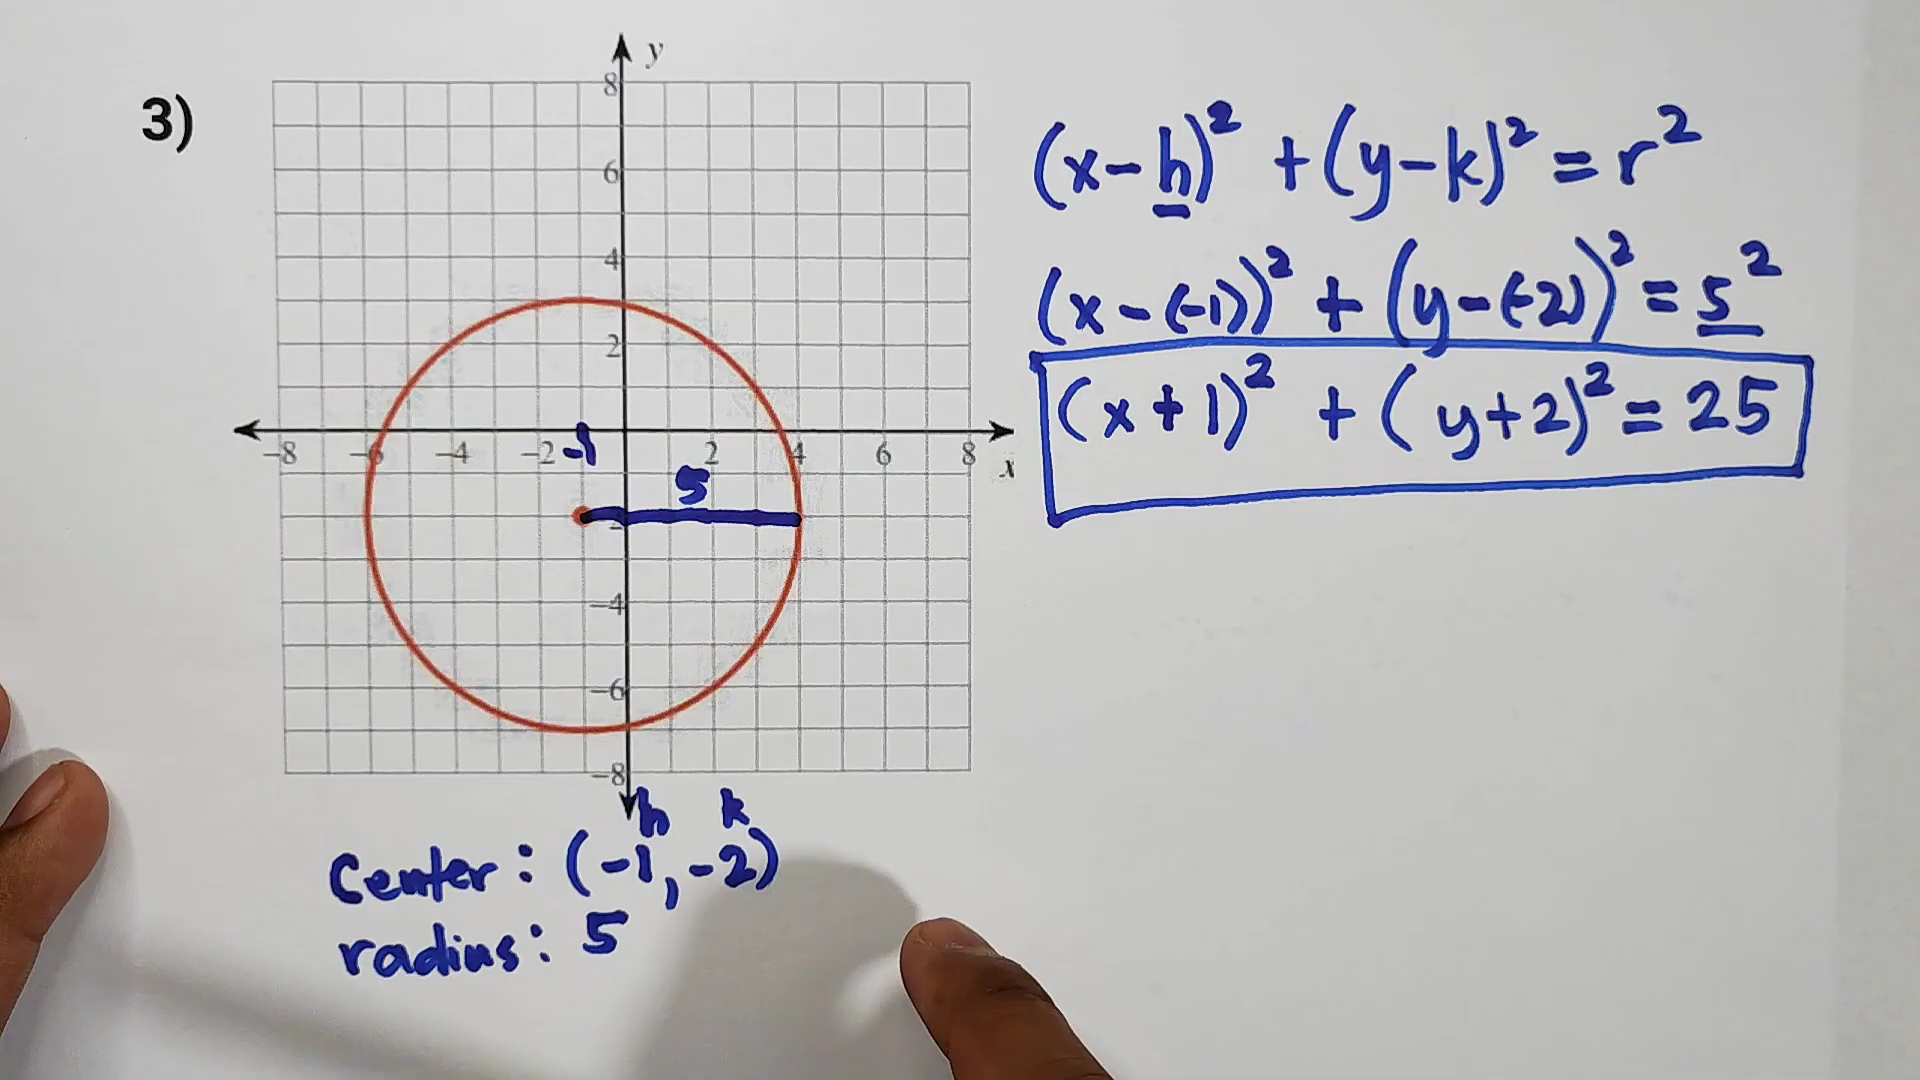 3)
y
8
6
4
2
-8 -6 -4 -2 -1 2 4 6 8
x
5
-4
-6
-8
h k
Center: (-1, -2)
radius: 5
(x-h)² + (y-k)² = r²
(x-(-1))² + (y-(-2))² = 5²
(x+1)² + (y+2)² = 25